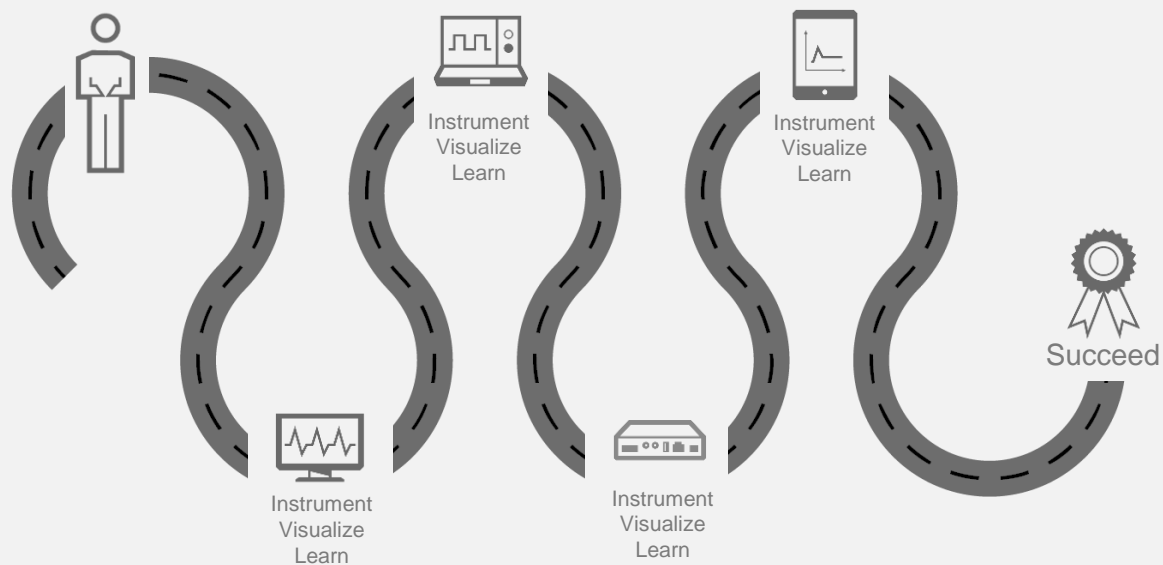 Instrument
Visualize
Learn
Instrument
Visualize
Learn
Instrument
Visualize
Learn
Instrument
Visualize
Learn
Succeed